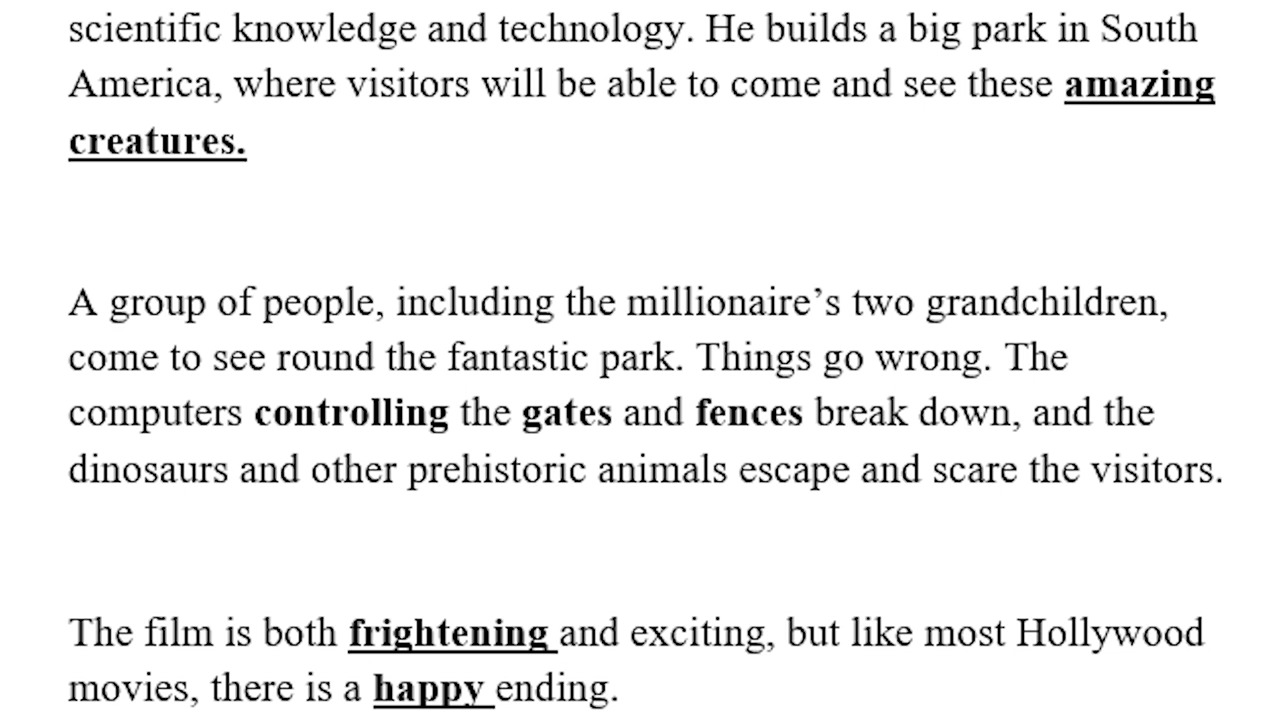 scientific knowledge and technology. He builds a big park in South
America, where visitors will be able to come and see these amazing
creatures.
A group of people, including the millionaire’s two grandchildren,
come to see round the fantastic park. Things go wrong. The
computers controlling the gates and fences break down, and the
dinosaurs and other prehistoric animals escape and scare the visitors.
The film is both frightening and exciting, but like most Hollywood
movies, there is a happy ending.